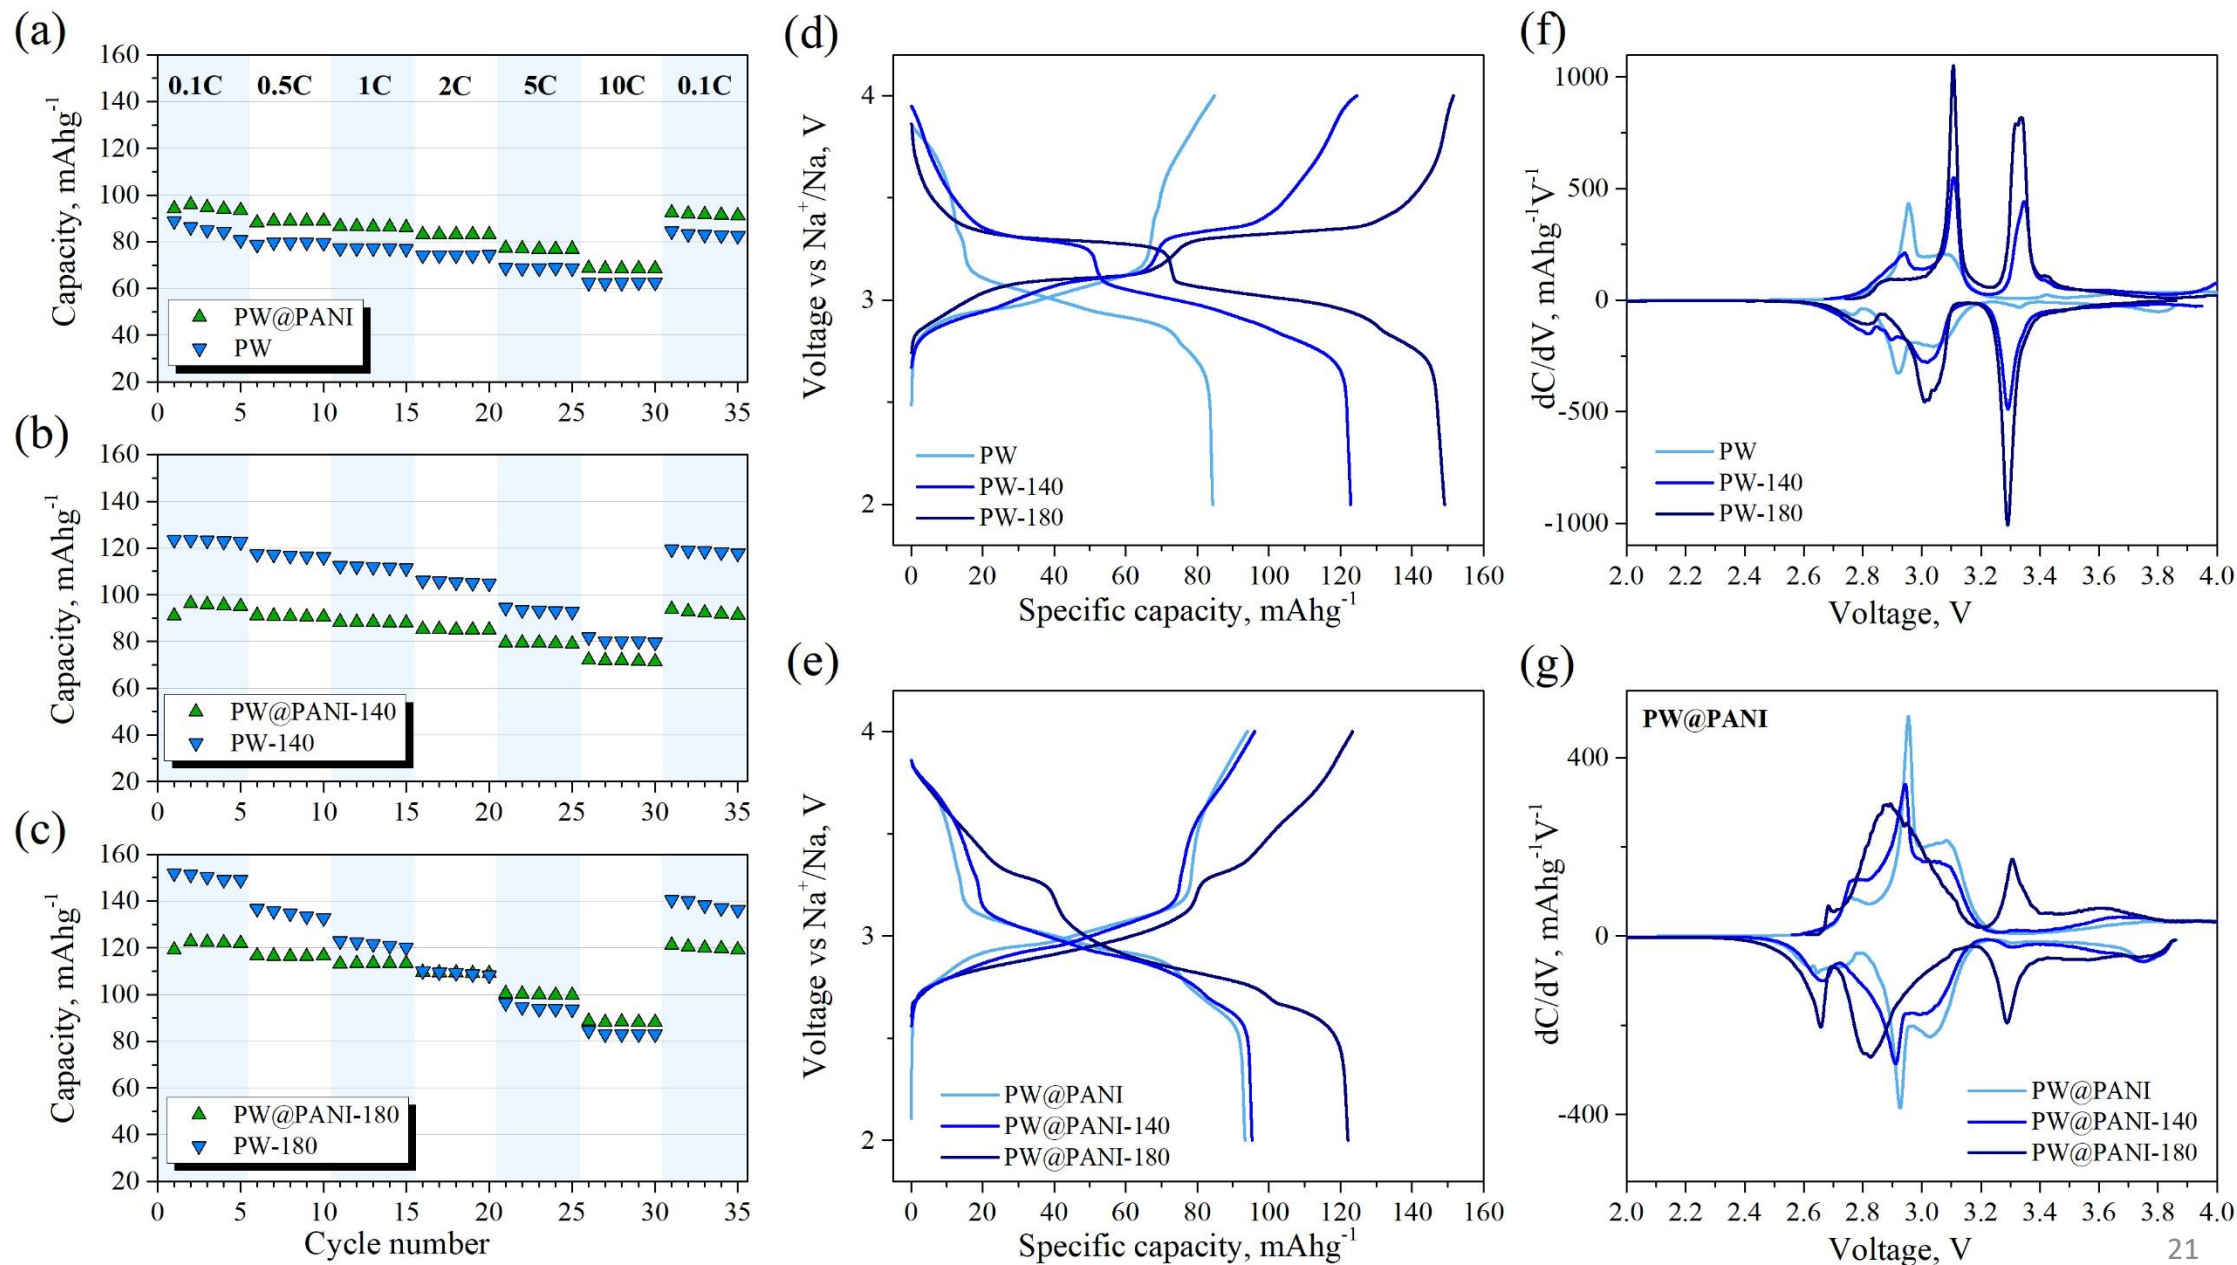 (a)
160
140
120
100
80
60
40
20
Capacity, mAhg⁻¹
0.1C 0.5C 1C 2C 5C 10C 0.1C
PW@PANI
PW
0 5 10 15 20 25 30 35
(b)
160
140
120
100
80
60
40
20
Capacity, mAhg⁻¹
PW@PANI-140
PW-140
0 5 10 15 20 25 30 35
(c)
160
140
120
100
80
60
40
20
Capacity, mAhg⁻¹
PW@PANI-180
PW-180
0 5 10 15 20 25 30 35
Cycle number
(d)
4
3
2
Voltage vs Na⁺/Na, V
PW
PW-140
PW-180
0 20 40 60 80 100 120 140 160
Specific capacity, mAhg⁻¹
(e)
4
3
2
Voltage vs Na⁺/Na, V
PW@PANI
PW@PANI-140
PW@PANI-180
0 20 40 60 80 100 120 140 160
Specific capacity, mAhg⁻¹
(f)
1000
500
0
-500
-1000
dC/dV, mAhg⁻¹V⁻¹
PW
PW-140
PW-180
2.0 2.2 2.4 2.6 2.8 3.0 3.2 3.4 3.6 3.8 4.0
Voltage, V
(g)
PW@PANI
400
0
-400
dC/dV, mAhg⁻¹V⁻¹
PW@PANI
PW@PANI-140
PW@PANI-180
2.0 2.2 2.4 2.6 2.8 3.0 3.2 3.4 3.6 3.8 4.0
Voltage, V
21